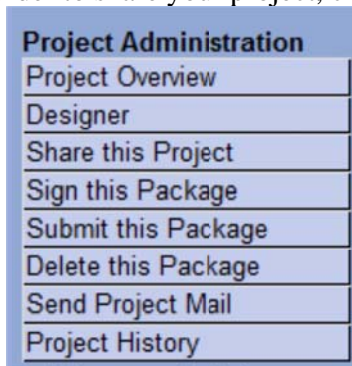 Project Administration
Project Overview
Designer
Share this Project
Sign this Package
Submit this Package
Delete this Package
Send Project Mail
Project History